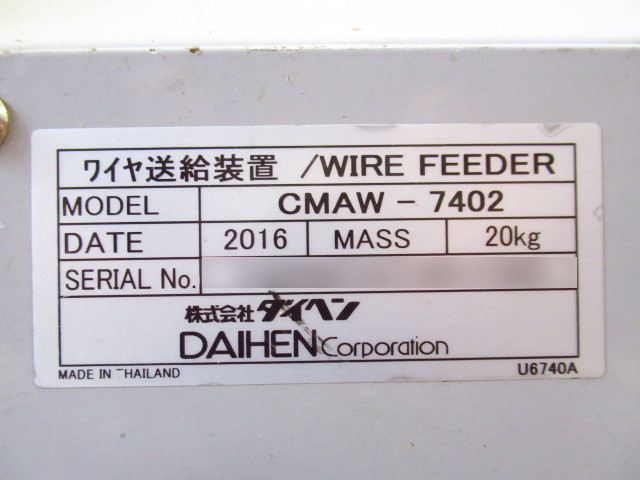 ワイヤ送給装置 /WIRE FEEDER
MODEL CMAW - 7402
DATE 2016 MASS 20kg
SERIAL No.
株式会社ダイヘン
DAIHEN Corporation
MADE IN THAILAND U6740A